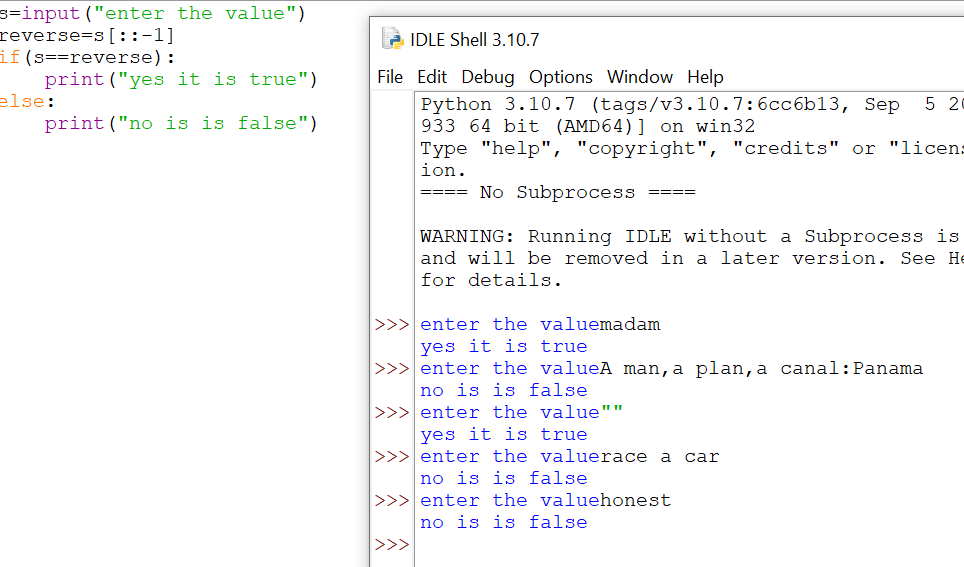 s=input("enter the value")
reverse=s[::-1]
if(s==reverse):
    print("yes it is true")
else:
    print("no is is false")
IDLE Shell 3.10.7
File Edit Debug Options Window Help
Python 3.10.7 (tags/v3.10.7:6cc6b13, Sep  5 20
933 64 bit (AMD64)] on win32
Type "help", "copyright", "credits" or "licens
ion.
==== No Subprocess ====
WARNING: Running IDLE without a Subprocess is
and will be removed in a later version. See He
for details.
>>> enter the valuemadam
yes it is true
>>> enter the valueA man,a plan,a canal:Panama
no is is false
>>> enter the value""
yes it is true
>>> enter the valuerace a car
no is is false
>>> enter the valuehonest
no is is false
>>>